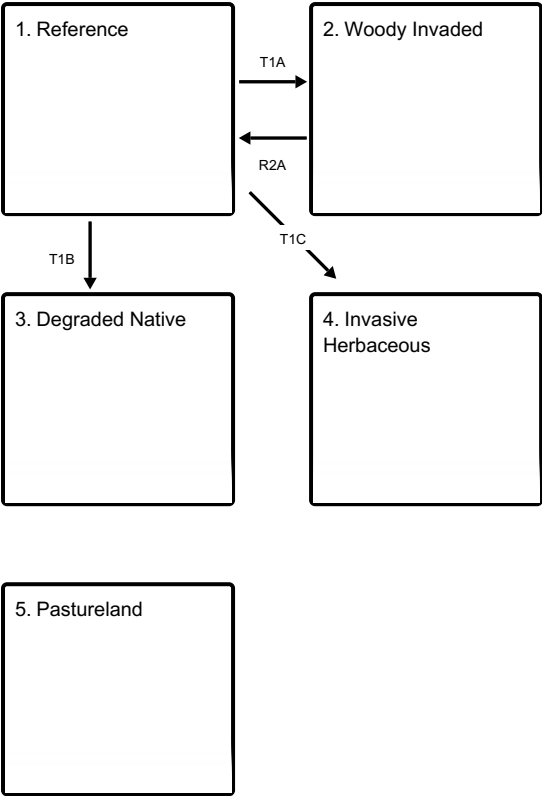 1. Reference
2. Woody Invaded
T1A
R2A
T1C
T1B
3. Degraded Native
4. Invasive
Herbaceous
5. Pastureland